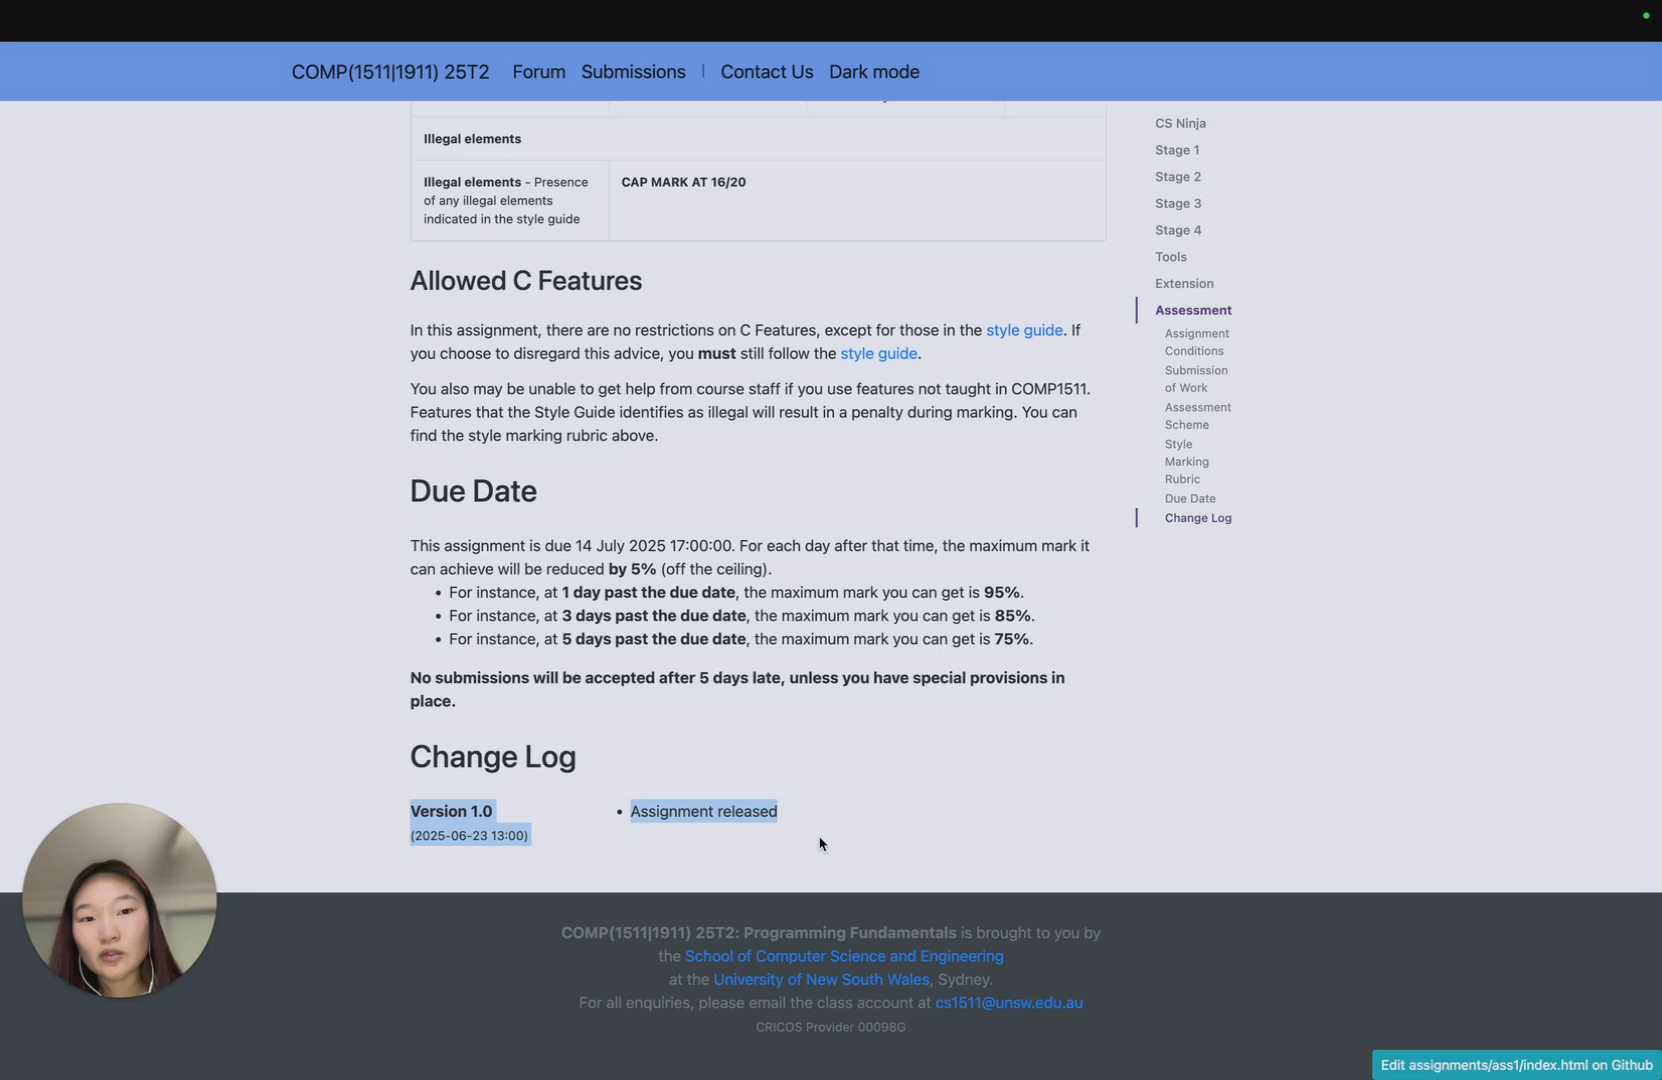 COMP(1511|1911) 25T2 Forum Submissions | Contact Us Dark mode
Illegal elements
Illegal elements - Presence
of any illegal elements
indicated in the style guide
CAP MARK AT 16/20
Allowed C Features
In this assignment, there are no restrictions on C Features, except for those in the style guide. If
you choose to disregard this advice, you must still follow the style guide.
You also may be unable to get help from course staff if you use features not taught in COMP1511.
Features that the Style Guide identifies as illegal will result in a penalty during marking. You can
find the style marking rubric above.
Due Date
This assignment is due 14 July 2025 17:00:00. For each day after that time, the maximum mark it
can achieve will be reduced by 5% (off the ceiling).
• For instance, at 1 day past the due date, the maximum mark you can get is 95%.
• For instance, at 3 days past the due date, the maximum mark you can get is 85%.
• For instance, at 5 days past the due date, the maximum mark you can get is 75%.
No submissions will be accepted after 5 days late, unless you have special provisions in
place.
Change Log
Version 1.0
(2025-06-23 13:00)
• Assignment released
CS Ninja
Stage 1
Stage 2
Stage 3
Stage 4
Tools
Extension
Assessment
Assignment
Conditions
Submission
of Work
Assessment
Scheme
Style
Marking
Rubric
Due Date
Change Log
COMP(1511|1911) 25T2: Programming Fundamentals is brought to you by
the School of Computer Science and Engineering
at the University of New South Wales, Sydney.
For all enquiries, please email the class account at cs1511@unsw.edu.au
CRICOS Provider 00098G
Edit assignments/ass1/index.html on Github